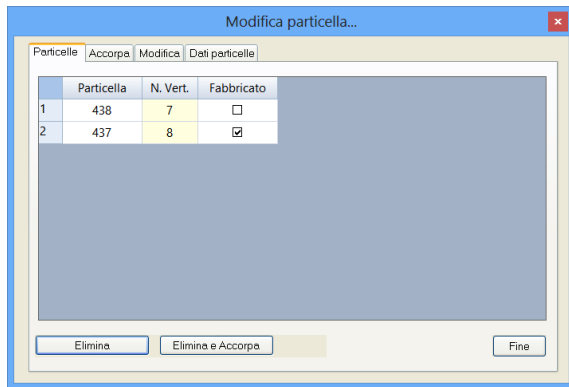 Modifica particella...
Particelle Accorpa Modifica Dati particelle
Particella N. Vert. Fabbricato
1 438 7
2 437 8
Elimina Elimina e Accorpa Fine